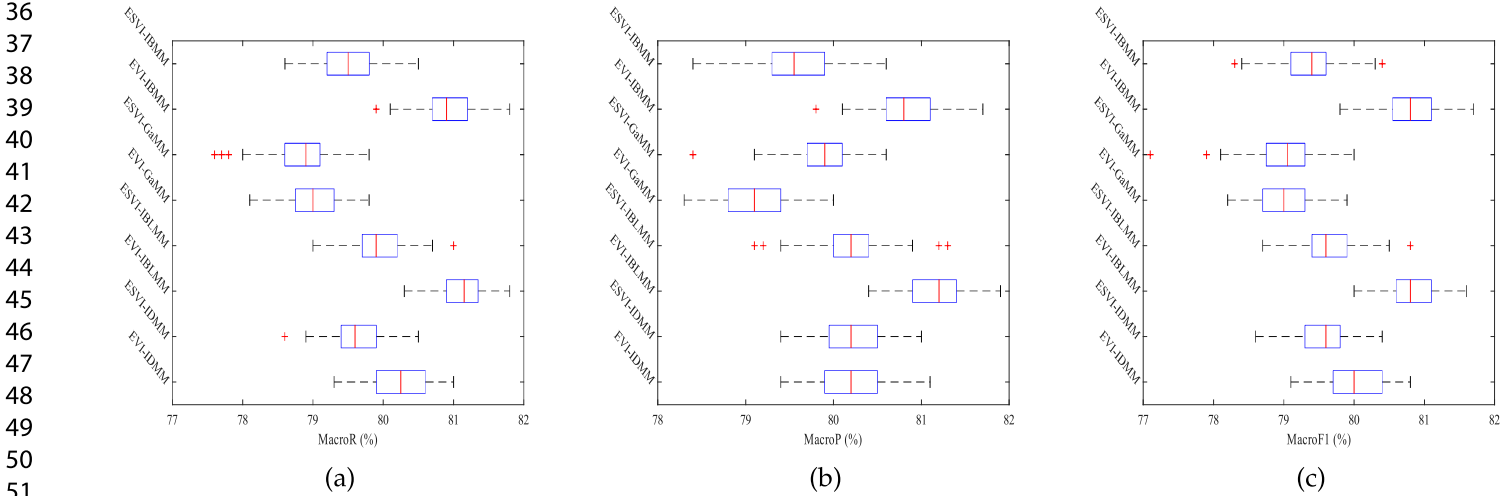 36
37
38
39
40
41
42
43
44
45
46
47
48
49
50
51
ESVI-IBMM
EVI-IBMM
ESVI-GaMM
EVI-GaMM
ESVI-IBLMM
EVI-IBLMM
ESVI-IDMM
EVI-IDMM
77 78 79 80 81 82
MacroR (%)
(a)
ESVI-IBMM
EVI-IBMM
ESVI-GaMM
EVI-GaMM
ESVI-IBLMM
EVI-IBLMM
ESVI-IDMM
EVI-IDMM
78 79 80 81 82
MacroP (%)
(b)
ESVI-IBMM
EVI-IBMM
ESVI-GaMM
EVI-GaMM
ESVI-IBLMM
EVI-IBLMM
ESVI-IDMM
EVI-IDMM
77 78 79 80 81 82
MacroF1 (%)
(c)